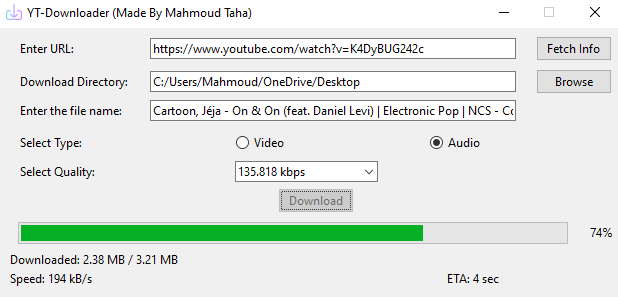 YT-Downloader (Made By Mahmoud Taha)
Enter URL: https://www.youtube.com/watch?v=K4DyBUG242c Fetch Info
Download Directory: C:/Users/Mahmoud/OneDrive/Desktop Browse
Enter the file name: Cartoon, Jéja - On & On (feat. Daniel Levi) | Electronic Pop | NCS - Co
Select Type: Video Audio
Select Quality: 135.818 kbps
Download
74%
Downloaded: 2.38 MB / 3.21 MB
Speed: 194 kB/s ETA: 4 sec